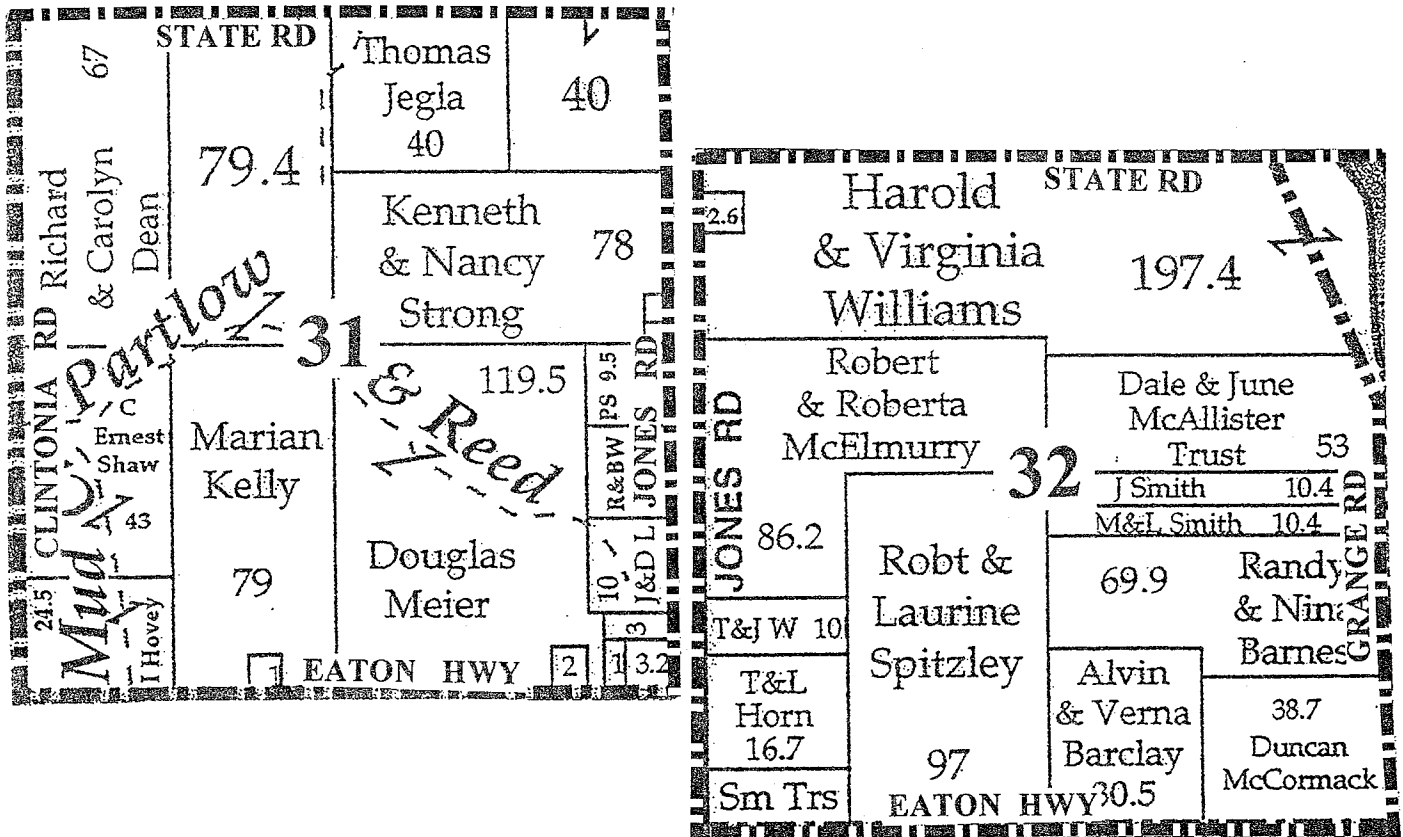 STATE RD
Richard
& Carolyn
Dean
67
79.4
Thomas
Jegla
40
40
Kenneth
& Nancy
Strong
78
Mud
Partlow
& Reed
31
CLINTONIA RD
C
Ernest
Shaw
43
24.5
I Hovey
Marian
Kelly
79
119.5
Douglas
Meier
PS 9.5
R&BW
10
J&D L
JONES RD
3
1
EATON HWY
2
1
3.2
2.6
Harold
& Virginia
Williams
STATE RD
197.4
JONES RD
Robert
& Roberta
McElmurry
86.2
32
Dale & June
McAllister
Trust 53
J Smith 10.4
M&L Smith 10.4
GRANGE RD
69.9
Randy
& Nina
Barnes
Robt &
Laurine
Spitzley
97
T&J W 10
T&L
Horn
16.7
Sm Trs
Alvin
& Verna
Barclay
30.5
38.7
Duncan
McCormack
EATON HWY